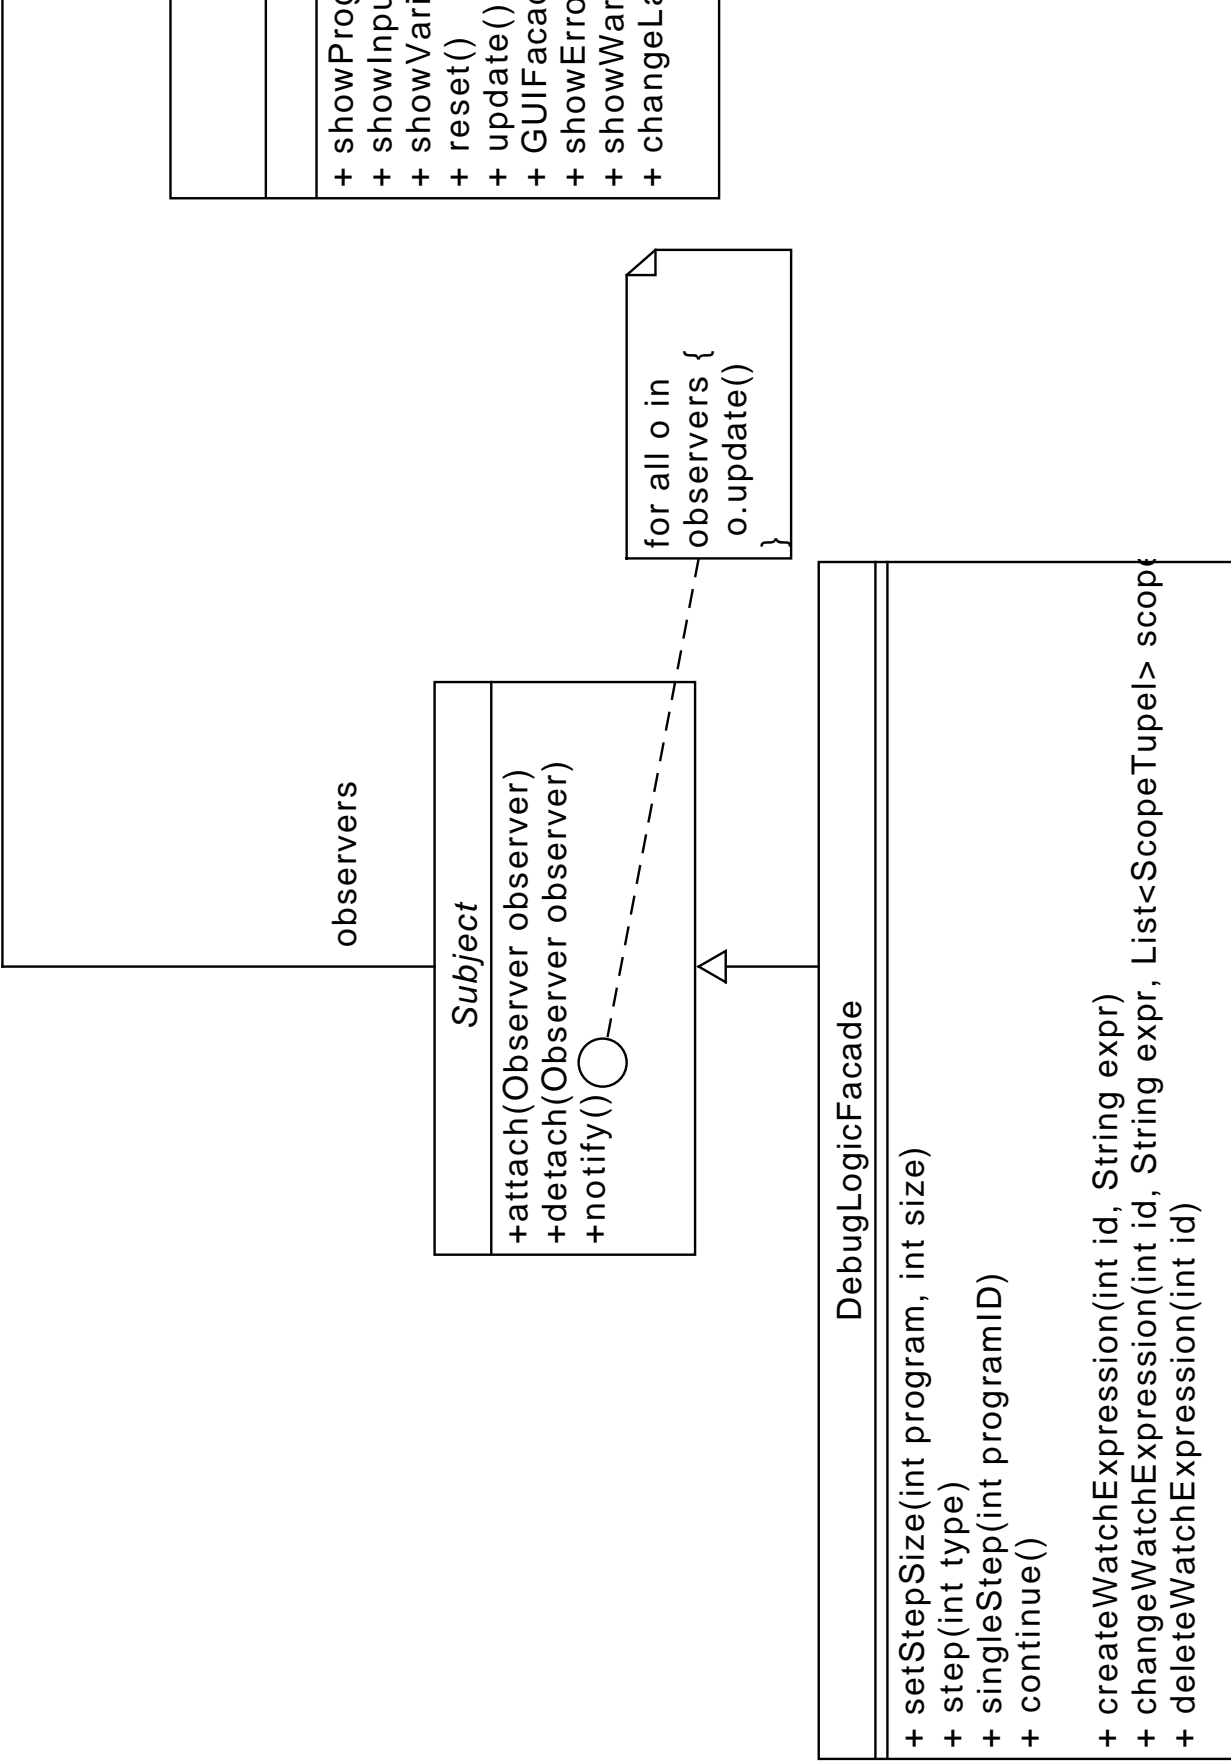 observers
Subject
+attach(Observer observer)
+detach(Observer observer)
+notify()
+ showProg
+ showInpu
+ showVari
+ reset()
+ update()
+ GUIFacad
+ showErro
+ showWar
+ changeLa
for all o in
observers {
o.update()
}
DebugLogicFacade
+ setStepSize(int program, int size)
+ step(int type)
+ singleStep(int programID)
+ continue()
+ createWatchExpression(int id, String expr)
+ changeWatchExpression(int id, String expr, List<ScopeTupel> scope
+ deleteWatchExpression(int id)